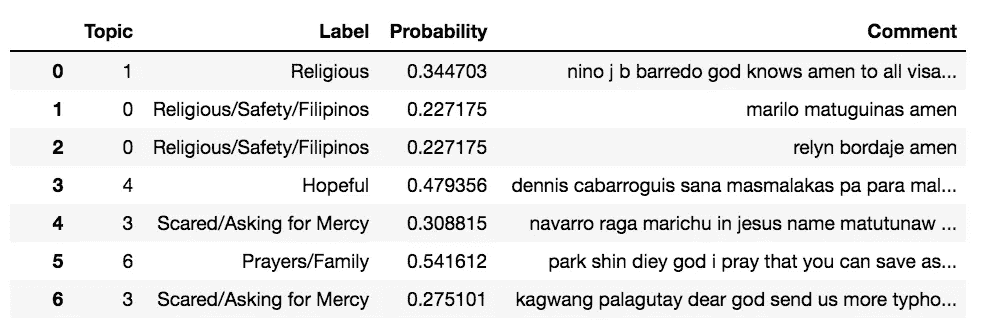 Topic Label Probability Comment
0 1 Religious 0.344703 nino j b barredo god knows amen to all visa...
1 0 Religious/Safety/Filipinos 0.227175 marilo matuguinas amen
2 0 Religious/Safety/Filipinos 0.227175 relyn bordaje amen
3 4 Hopeful 0.479356 dennis cabarroguis sana masmalakas pa para mal...
4 3 Scared/Asking for Mercy 0.308815 navarro raga marichu in jesus name matutunaw ...
5 6 Prayers/Family 0.541612 park shin diey god i pray that you can save as...
6 3 Scared/Asking for Mercy 0.275101 kagwang palagutay dear god send us more typho...